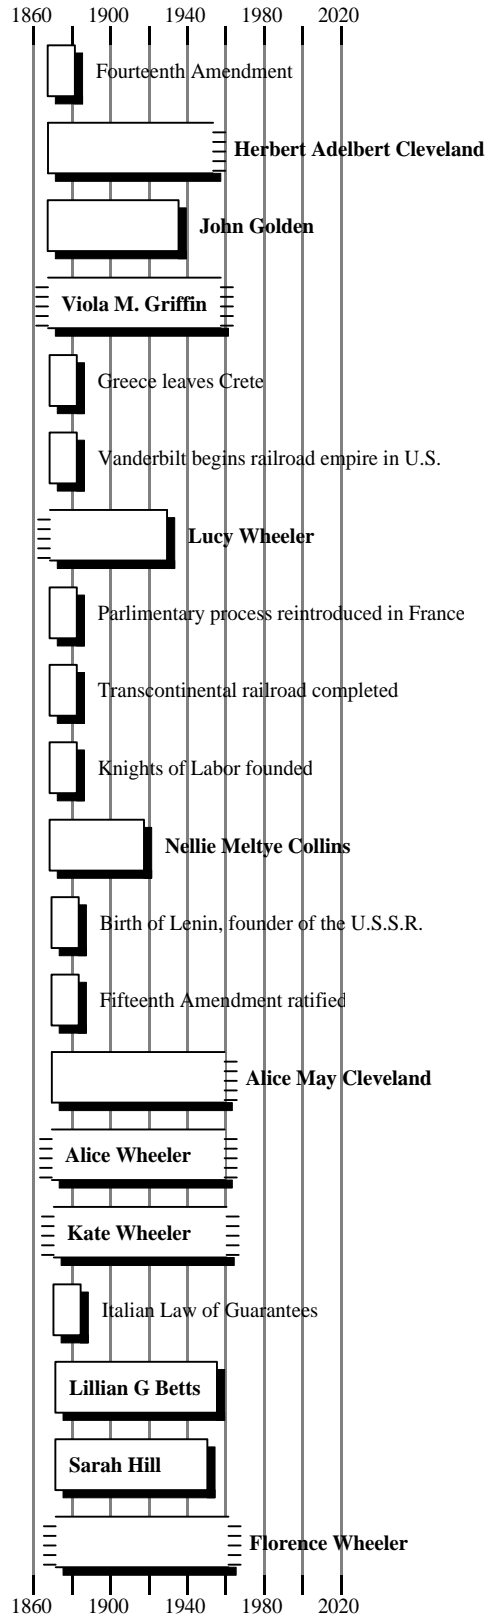 1860 1900 1940 1980 2020
Fourteenth Amendment
Herbert Adelbert Cleveland
John Golden
Viola M. Griffin
Greece leaves Crete
Vanderbilt begins railroad empire in U.S.
Lucy Wheeler
Parlimentary process reintroduced in France
Transcontinental railroad completed
Knights of Labor founded
Nellie Meltye Collins
Birth of Lenin, founder of the U.S.S.R.
Fifteenth Amendment ratified
Alice May Cleveland
Alice Wheeler
Kate Wheeler
Italian Law of Guarantees
Lillian G Betts
Sarah Hill
Florence Wheeler
1860 1900 1940 1980 2020